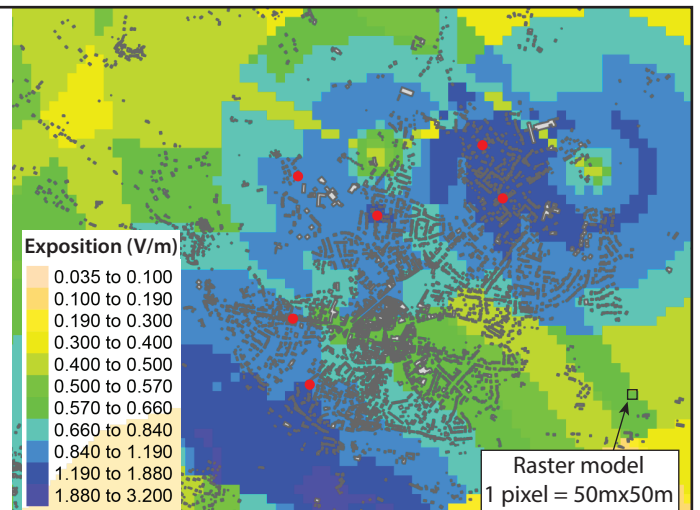 Exposition (V/m)
0.035 to 0.100
0.100 to 0.190
0.190 to 0.300
0.300 to 0.400
0.400 to 0.500
0.500 to 0.570
0.570 to 0.660
0.660 to 0.840
0.840 to 1.190
1.190 to 1.880
1.880 to 3.200
Raster model
1 pixel = 50mx50m